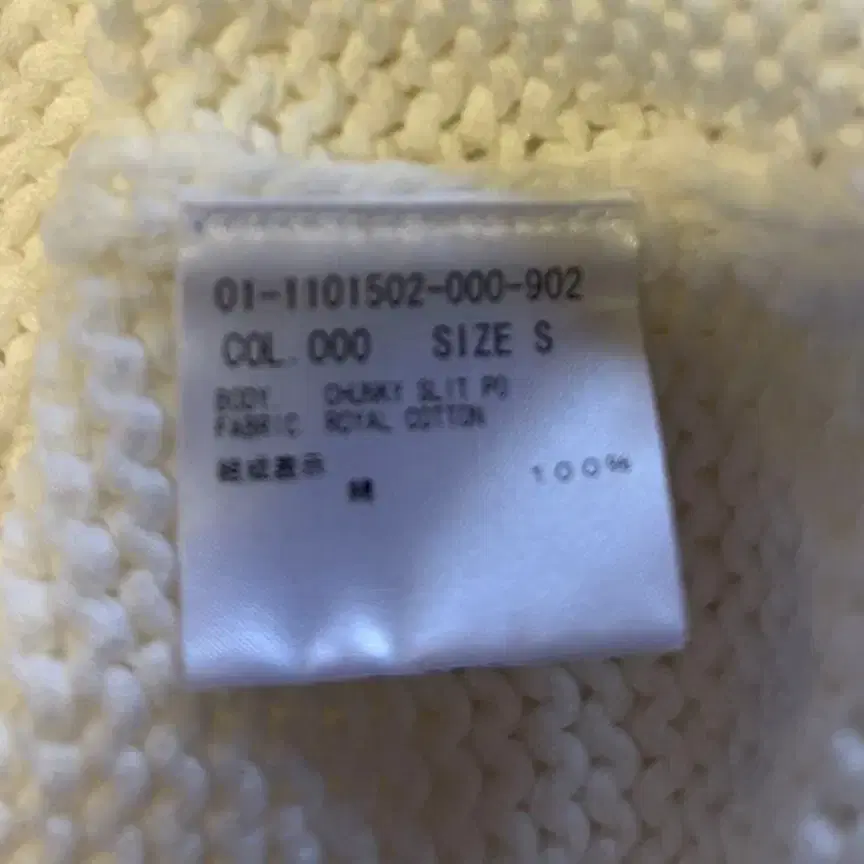 01-1101502-000-902
COL.000 SIZE S
BODY CHUNKY SLIT PO
FABRIC ROYAL COTTON
組成表示
綿 100%